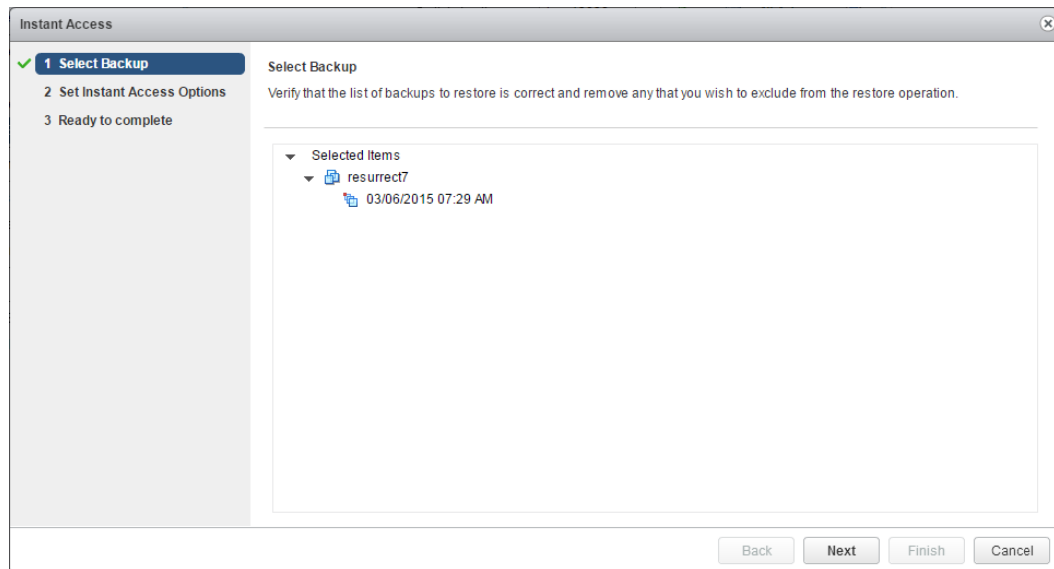 Instant Access
1 Select Backup
2 Set Instant Access Options
3 Ready to complete
Select Backup
Verify that the list of backups to restore is correct and remove any that you wish to exclude from the restore operation.
Selected Items
resurrect7
03/06/2015 07:29 AM
Back
Next
Finish
Cancel